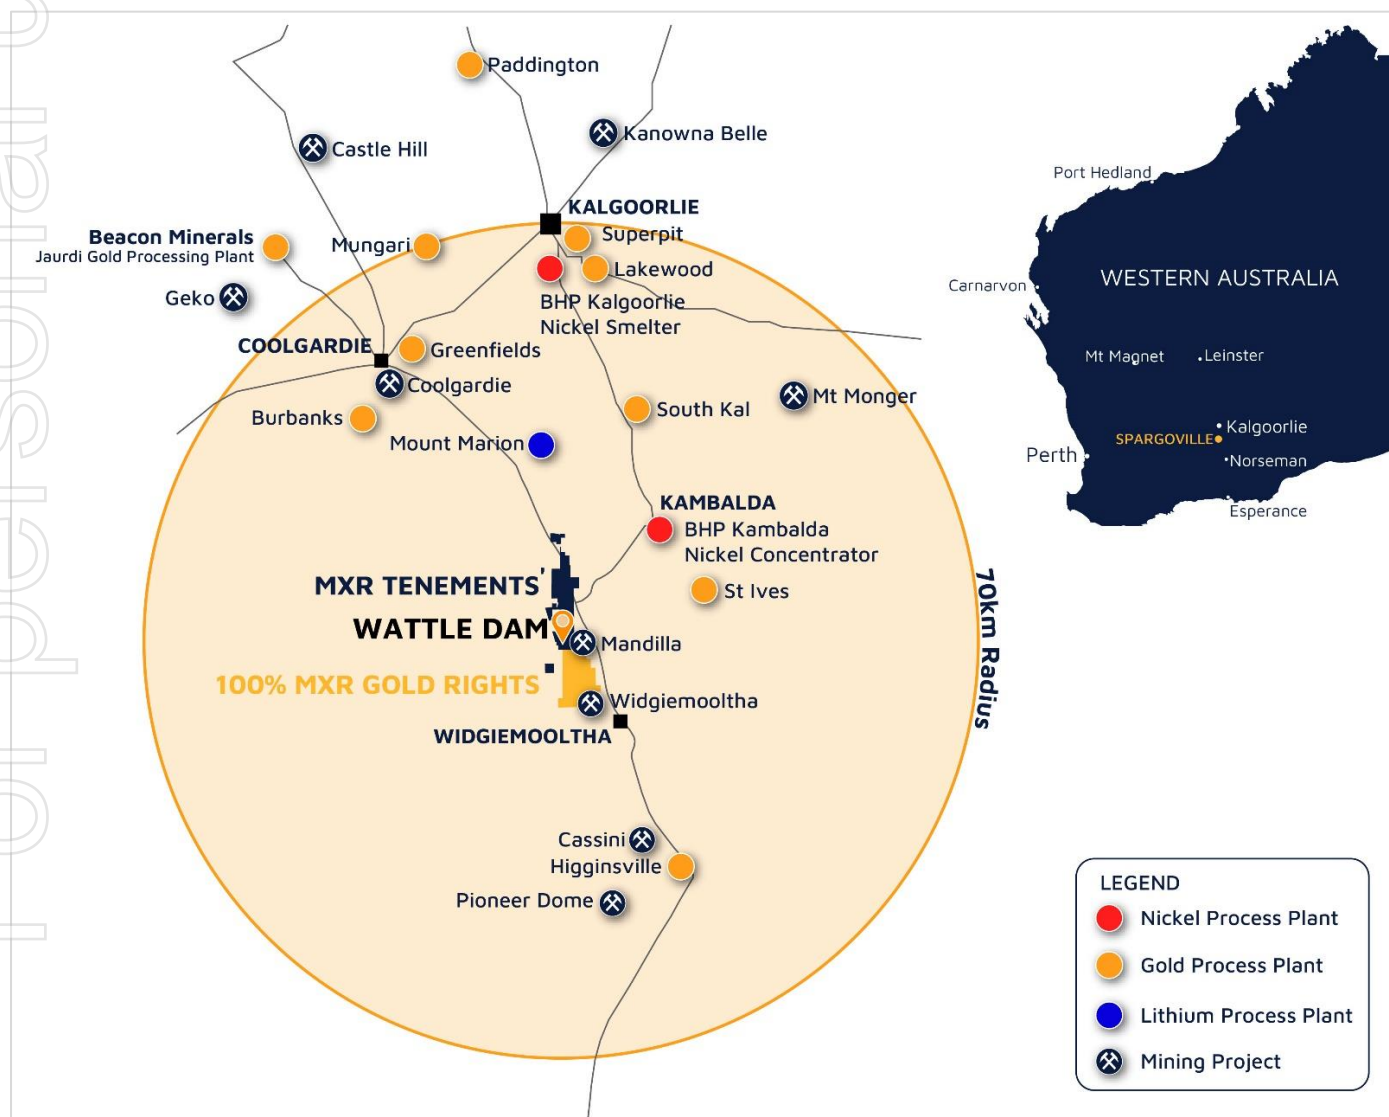 For personal u
Paddington
Kanowna Belle
Castle Hill
KALGOORLIE
Superpit
Beacon Minerals
Jaurdi Gold Processing Plant
Mungari
Lakewood
Geko
BHP Kalgoorlie
Nickel Smelter
COOLGARDIE
Greenfields
Coolgardie
Mt Monger
Burbanks
South Kal
Mount Marion
KAMBALDA
BHP Kambalda
Nickel Concentrator
MXR TENEMENTS
St Ives
WATTLE DAM
Mandilla
100% MXR GOLD RIGHTS
Widgiemooltha
WIDGIEMOOLTHA
70km Radius
Cassini
Higginsville
Pioneer Dome
Port Hedland
WESTERN AUSTRALIA
Carnarvon
Mt Magnet
Leinster
Kalgoorlie
SPARGOVILLE
Perth
Norseman
Esperance
LEGEND
Nickel Process Plant
Gold Process Plant
Lithium Process Plant
Mining Project